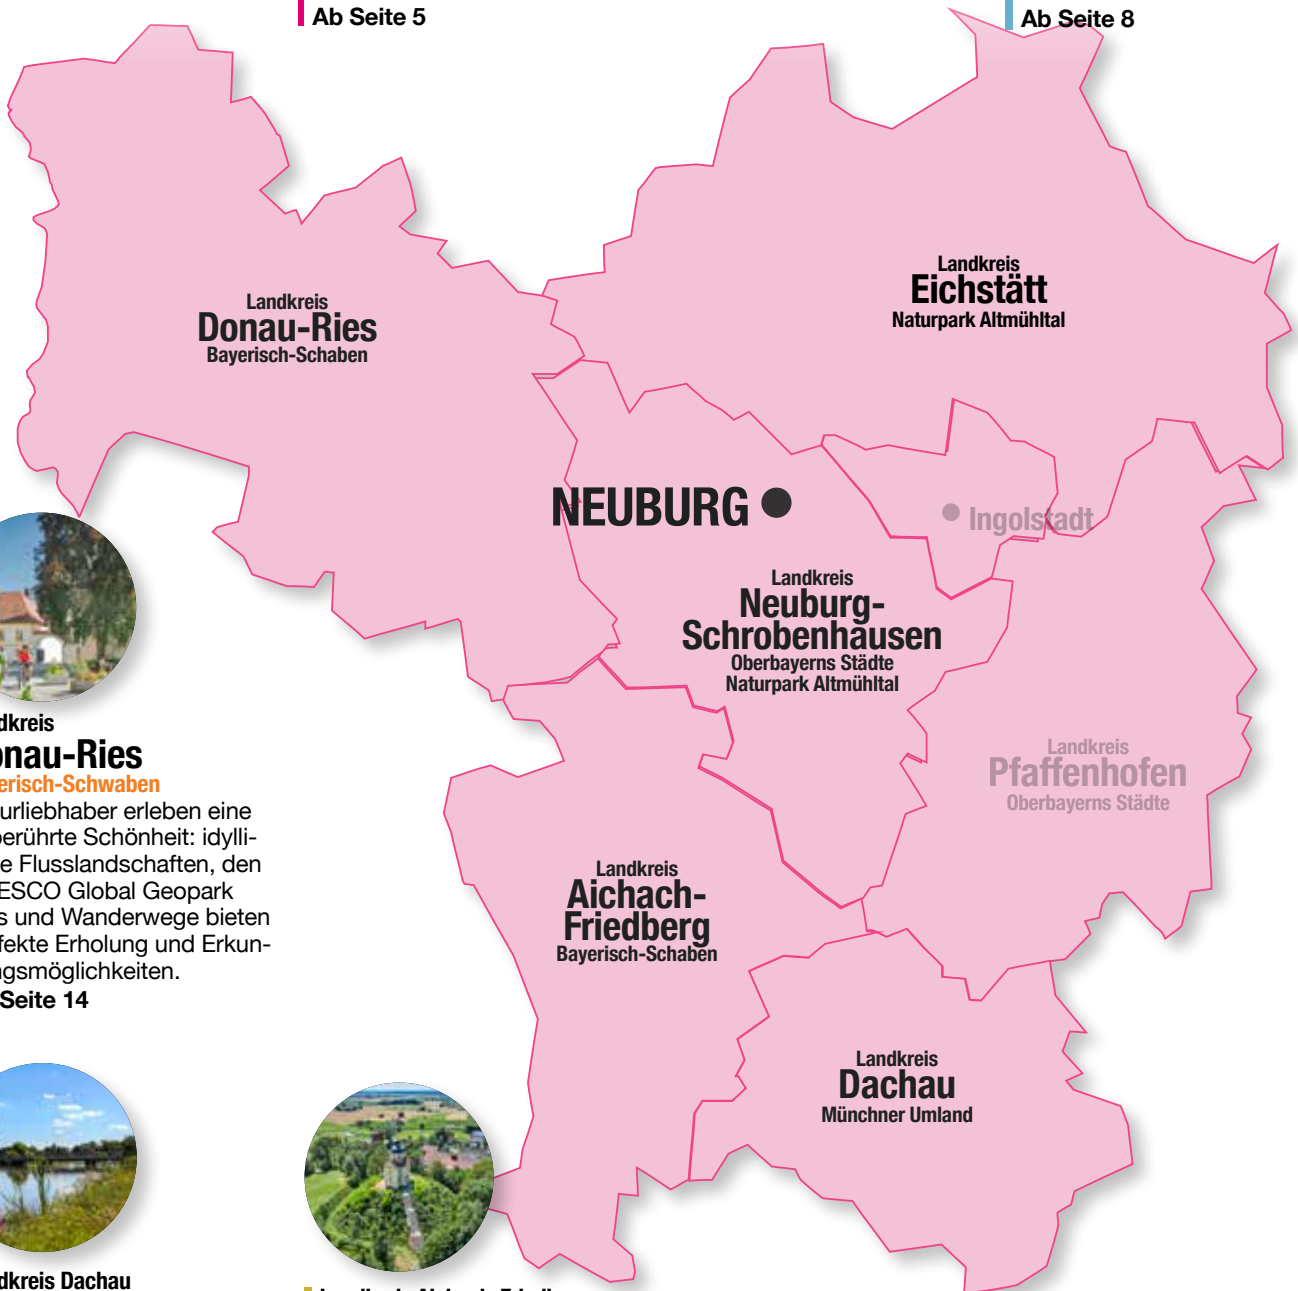 Ab Seite 5
Ab Seite 8
Landkreis
Eichstätt
Naturpark Altmühltal
Landkreis
Donau-Ries
Bayerisch-Schaben
NEUBURG
Ingolstadt
Landkreis
Neuburg-
Schrobenhausen
Oberbayerns Städte
Naturpark Altmühltal
Landkreis
Pfaffenhofen
Oberbayerns Städte
Landkreis
Aichach-
Friedberg
Bayerisch-Schaben
Landkreis
Dachau
Münchner Umland
dkreis
nau-Ries
erisch-Schwaben
urliebhaber erleben eine
berührte Schönheit: idylli-
e Flusslandschaften, den
ESCO Global Geopark
s und Wanderwege bieten
fekte Erholung und Erkun-
ngsmöglichkeiten.
Seite 14
dkreis Dachau